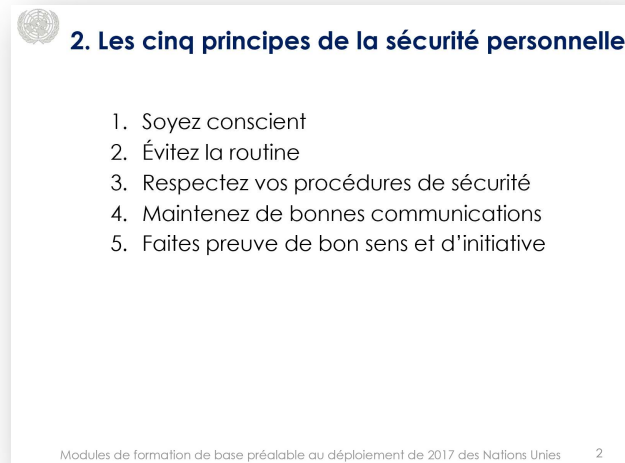 2. Les cinq principes de la sécurité personnelle
1. Soyez conscient
2. Évitez la routine
3. Respectez vos procédures de sécurité
4. Maintenez de bonnes communications
5. Faites preuve de bon sens et d’initiative
Modules de formation de base préalable au déploiement de 2017 des Nations Unies 2